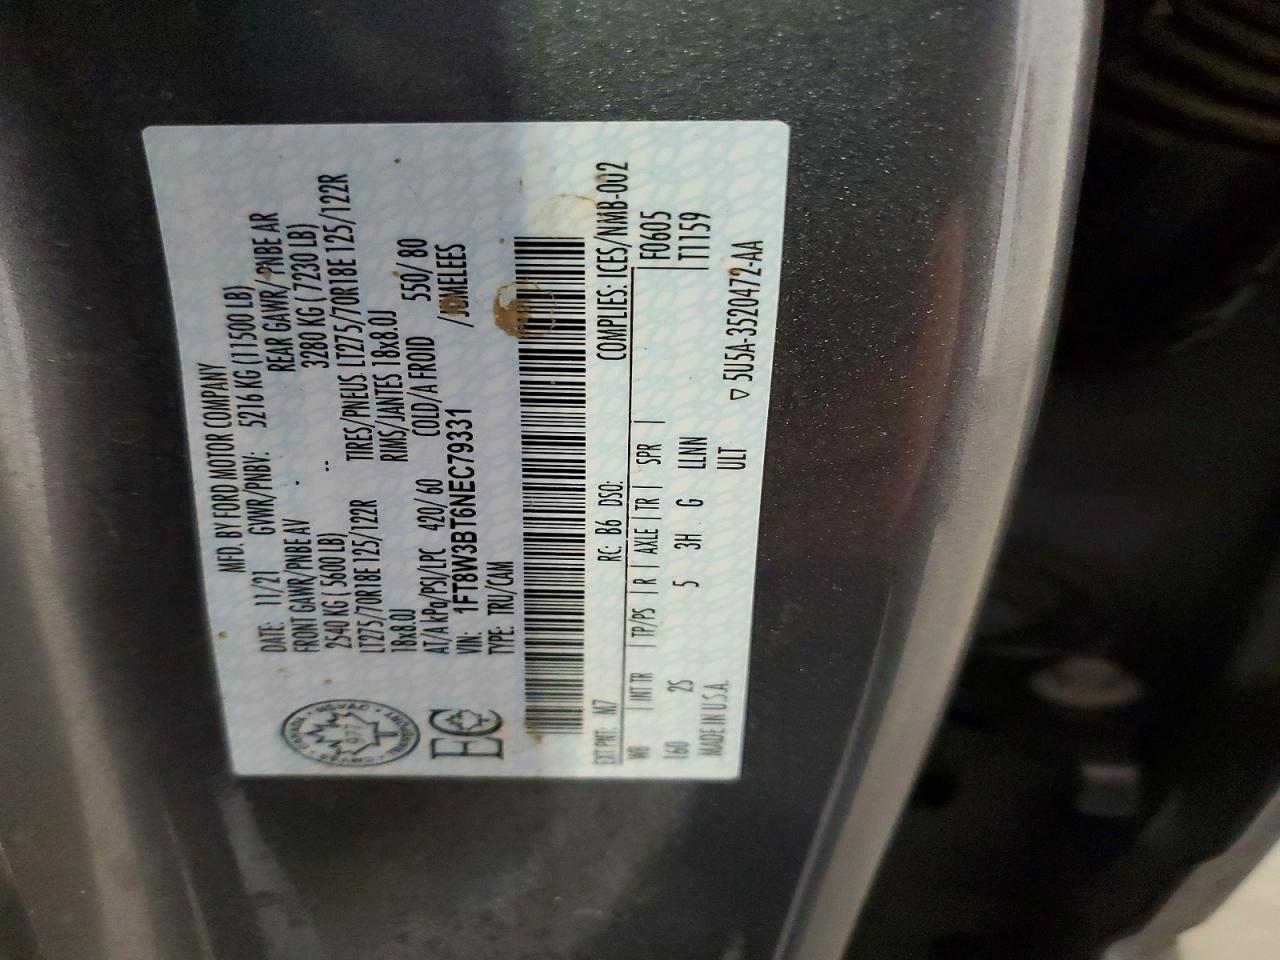 MFD. BY FORD MOTOR COMPANY
DATE: 11/21 GVWR/PNBV: 5216 KG (11500 LB)
FRONT GAWR/PNBE AV REAR GAWR/PNBE AR
2540 KG ( 5600 LB) 3280 KG ( 7230 LB)
LT275/70R18E 125/122R TIRES/PNEUS LT275/70R18E 125/122R
18x8.0J RIMS/JANTES 18x8.0J
AT/A kPa/PSI/LPC 420/ 60 COLD/A FROID 550/ 80
VIN: 1FT8W3BT6NEC79331 /JUMELEES
TYPE: TRU/CAM
EC
COMPLIES: ICES/NMB-002
EXT PNT: N7 RC: B6 DSO: F0605
WB INT TR TP/PS R AXLE TR SPR T1159
160 2S 5 3H G LLNN
MADE IN U.S.A. ULT ▽ 5U5A-3520472-AA